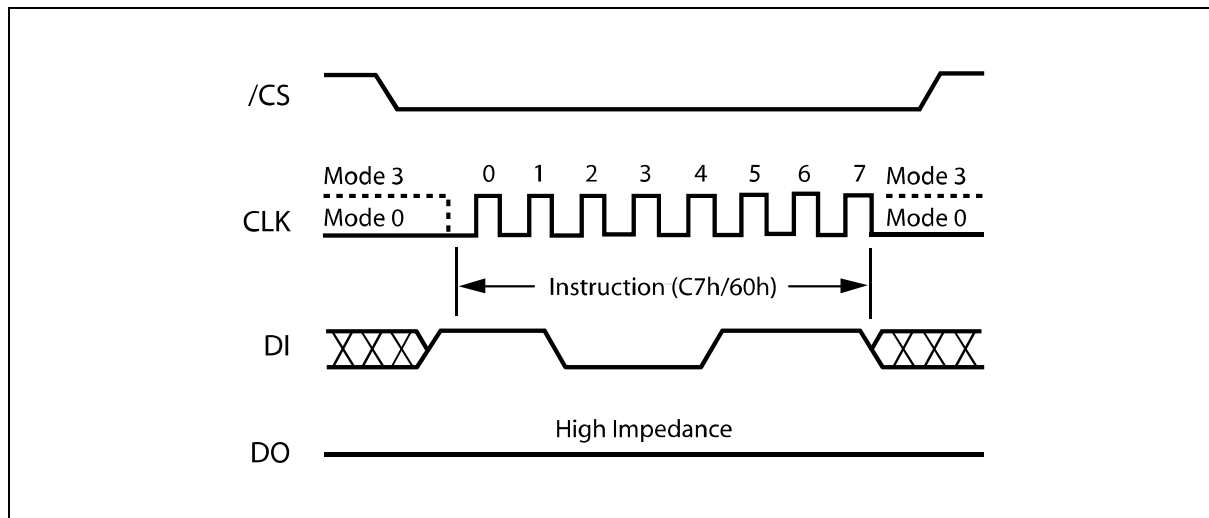 /CS
Mode 3 0 1 2 3 4 5 6 7 Mode 3
CLK Mode 0 Mode 0
Instruction (C7h/60h)
DI
High Impedance
DO